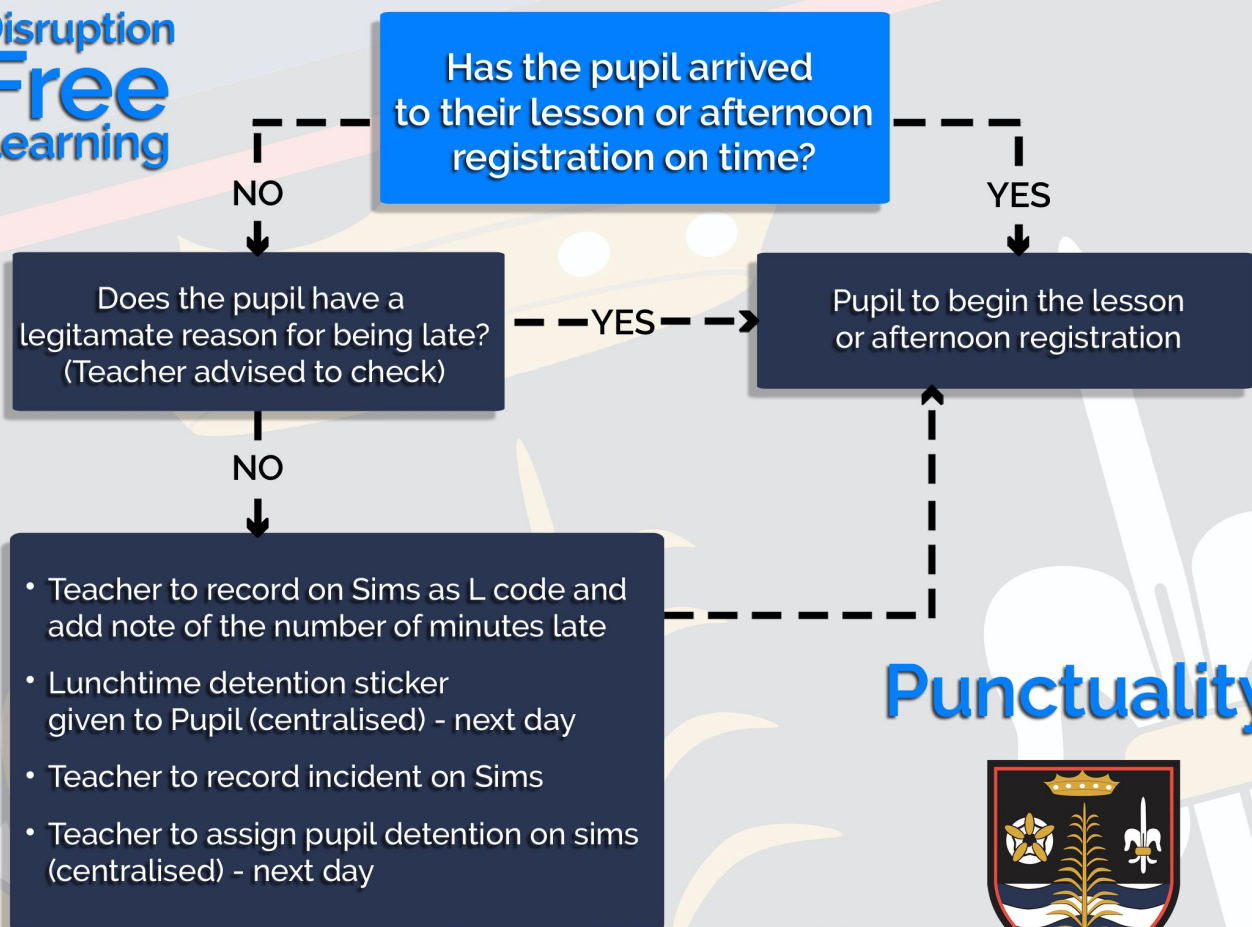 Disruption
Free
Learning
Has the pupil arrived
to their lesson or afternoon
registration on time?
NO
YES
Does the pupil have a
legitamate reason for being late?
(Teacher advised to check)
YES
Pupil to begin the lesson
or afternoon registration
NO
• Teacher to record on Sims as L code and
add note of the number of minutes late
• Lunchtime detention sticker
given to Pupil (centralised) - next day
• Teacher to record incident on Sims
• Teacher to assign pupil detention on sims
(centralised) - next day
Punctuality